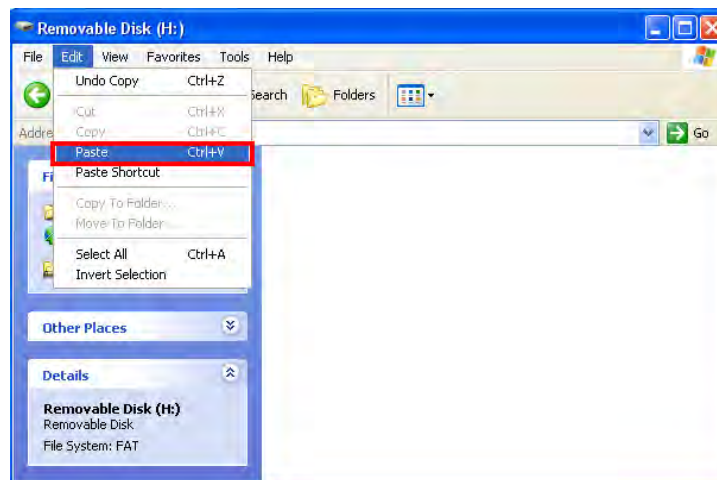 Removable Disk (H:)
File Edit View Favorites Tools Help
Undo Copy Ctrl+Z
Search Folders
Cut Ctrl+X
Copy Ctrl+C
Go
Paste Ctrl+V
Paste Shortcut
Copy To Folder...
Move To Folder...
Select All Ctrl+A
Invert Selection
Other Places
Details
Removable Disk (H:)
Removable Disk
File System: FAT